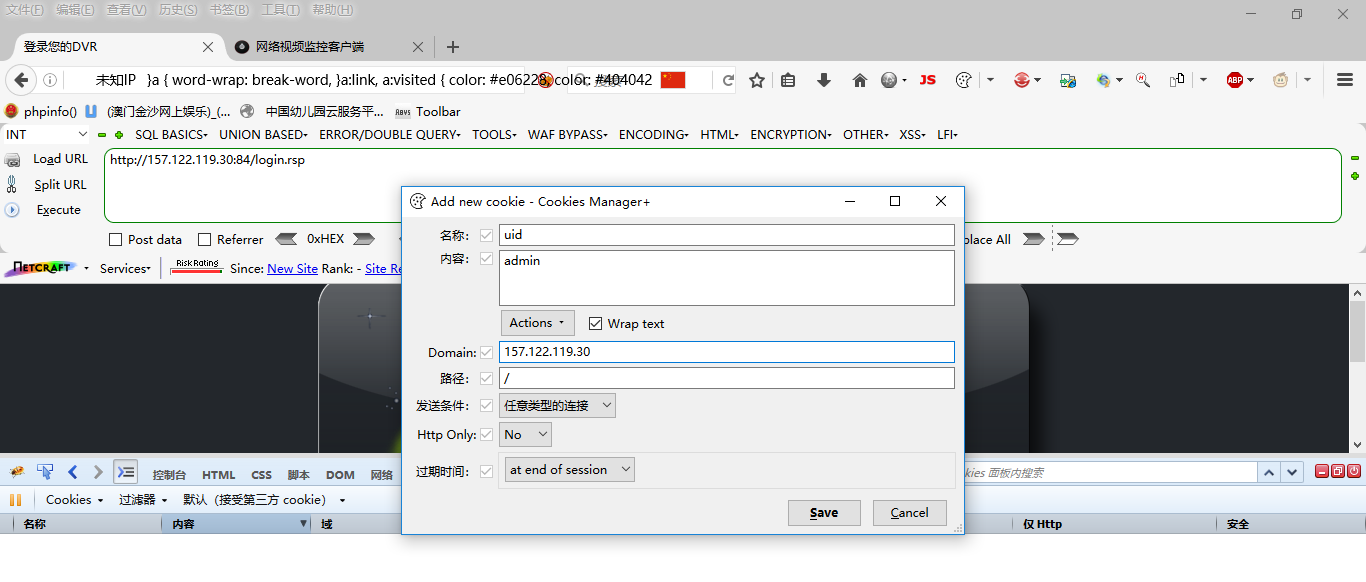 文件(F) 编辑(E) 查看(V) 历史(S) 书签(B) 工具(T) 帮助(H)
登录您的DVR 网络视频监控客户端
未知IP }a { word-wrap: break-word, }a:link, a:visited { color: #e06228, color: #404042 JS ABP
phpinfo() (澳门金沙网上娱乐)_(... 中国幼儿园云服务平... Toolbar
INT SQL BASICS UNION BASED ERROR/DOUBLE QUERY TOOLS WAF BYPASS ENCODING HTML ENCRYPTION OTHER XSS LFI
Load URL http://157.122.119.30:84/login.rsp
Split URL
Execute
Post data Referrer 0xHEX place All
NETCRAFT Services Risk Rating Since: New Site Rank: - Site Re
Add new cookie - Cookies Manager+
名称: uid
内容: admin
Actions Wrap text
Domain: 157.122.119.30
路径: /
发送条件: 任意类型的连接
Http Only: No
过期时间: at end of session
Save Cancel
控制台 HTML CSS 脚本 DOM 网络 kies 面板内搜索
Cookies 过滤器 默认 (接受第三方 cookie)
名称 内容 域 仅 Http 安全